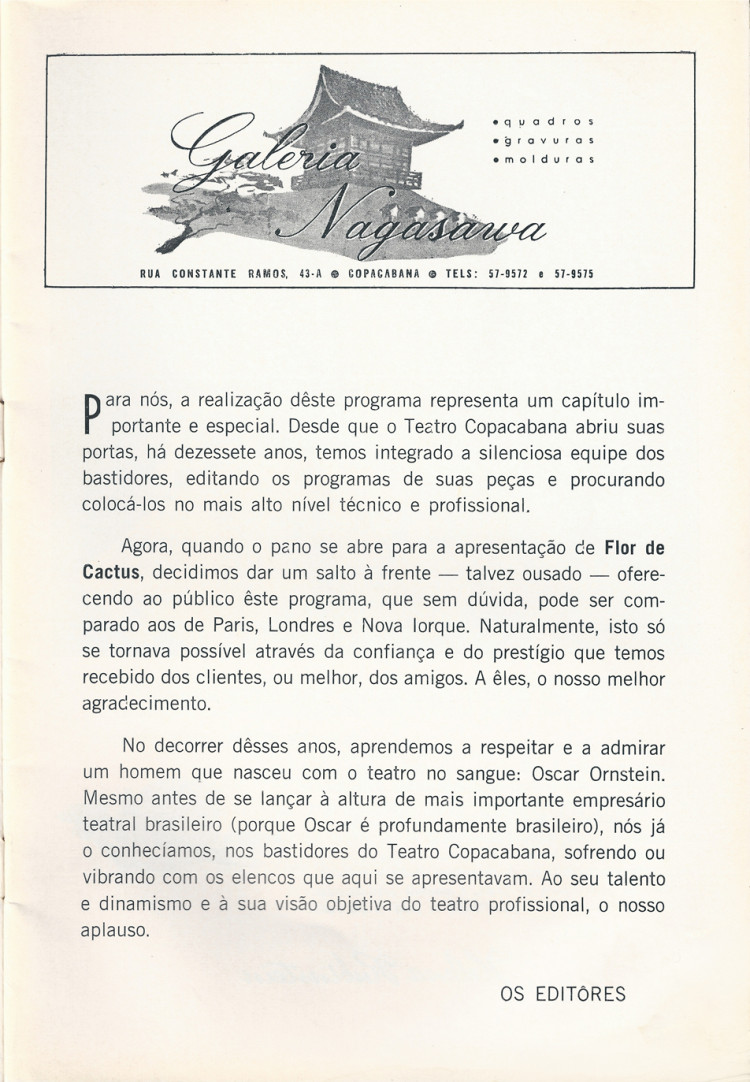 Galeria
Nagasawa
•quadros
•gravuras
•molduras
RUA CONSTANTE RAMOS, 43-A ● COPACABANA ● TELS: 57-9572 e 57-9575
Para nós, a realização dêste programa representa um capítulo im-
portante e especial. Desde que o Teatro Copacabana abriu suas
portas, há dezessete anos, temos integrado a silenciosa equipe dos
bastidores, editando os programas de suas peças e procurando
colocá-los no mais alto nível técnico e profissional.
Agora, quando o pano se abre para a apresentação de Flor de
Cactus, decidimos dar um salto à frente — talvez ousado — ofere-
cendo ao público êste programa, que sem dúvida, pode ser com-
parado aos de Paris, Londres e Nova Iorque. Naturalmente, isto só
se tornava possível através da confiança e do prestígio que temos
recebido dos clientes, ou melhor, dos amigos. A êles, o nosso melhor
agradecimento.
No decorrer dêsses anos, aprendemos a respeitar e a admirar
um homem que nasceu com o teatro no sangue: Oscar Ornstein.
Mesmo antes de se lançar à altura de mais importante empresário
teatral brasileiro (porque Oscar é profundamente brasileiro), nós já
o conhecíamos, nos bastidores do Teatro Copacabana, sofrendo ou
vibrando com os elencos que aqui se apresentavam. Ao seu talento
e dinamismo e à sua visão objetiva do teatro profissional, o nosso
aplauso.
OS EDITÔRES